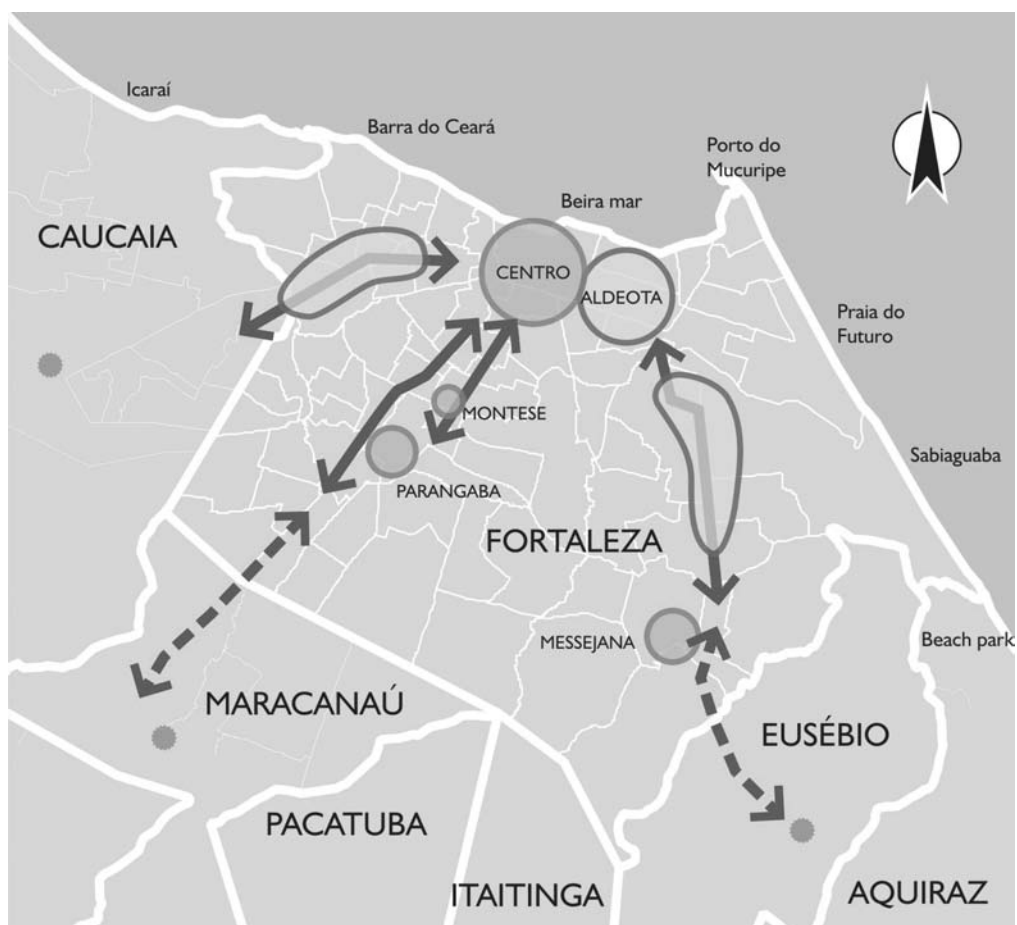 Icaraí
Barra do Ceará
Porto do
Mucuripe
Beira mar
CAUCAIA
CENTRO
ALDEOTA
Praia do
Futuro
MONTESE
Sabiaguaba
PARANGABA
FORTALEZA
MESSEJANA
Beach park
MARACANAÚ
EUSÉBIO
PACATUBA
ITAITINGA
AQUIRAZ